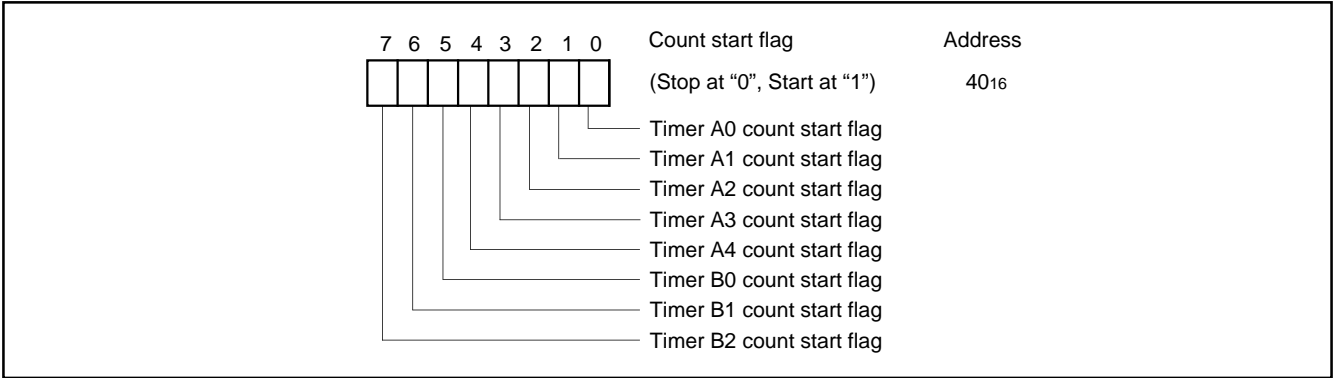 7 6 5 4 3 2 1 0 Count start flag Address
(Stop at “0”, Start at “1”) 4016
Timer A0 count start flag
Timer A1 count start flag
Timer A2 count start flag
Timer A3 count start flag
Timer A4 count start flag
Timer B0 count start flag
Timer B1 count start flag
Timer B2 count start flag